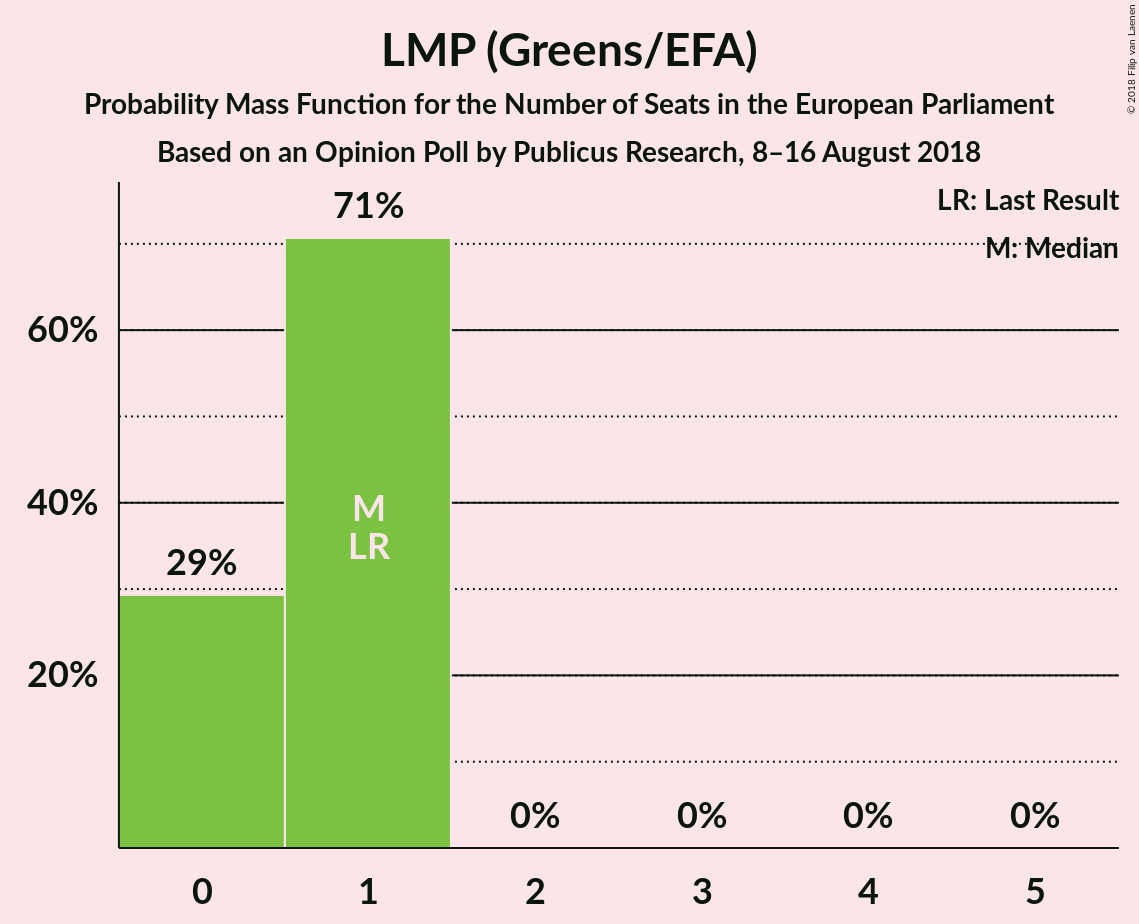 LMP (Greens/EFA)
Probability Mass Function for the Number of Seats in the European Parliament
Based on an Opinion Poll by Publicus Research, 8–16 August 2018
© 2018 Filip van Laenen
LR: Last Result
M: Median
71%
60%
40%
M
LR
29%
20%
0% 0% 0% 0%
0 1 2 3 4 5